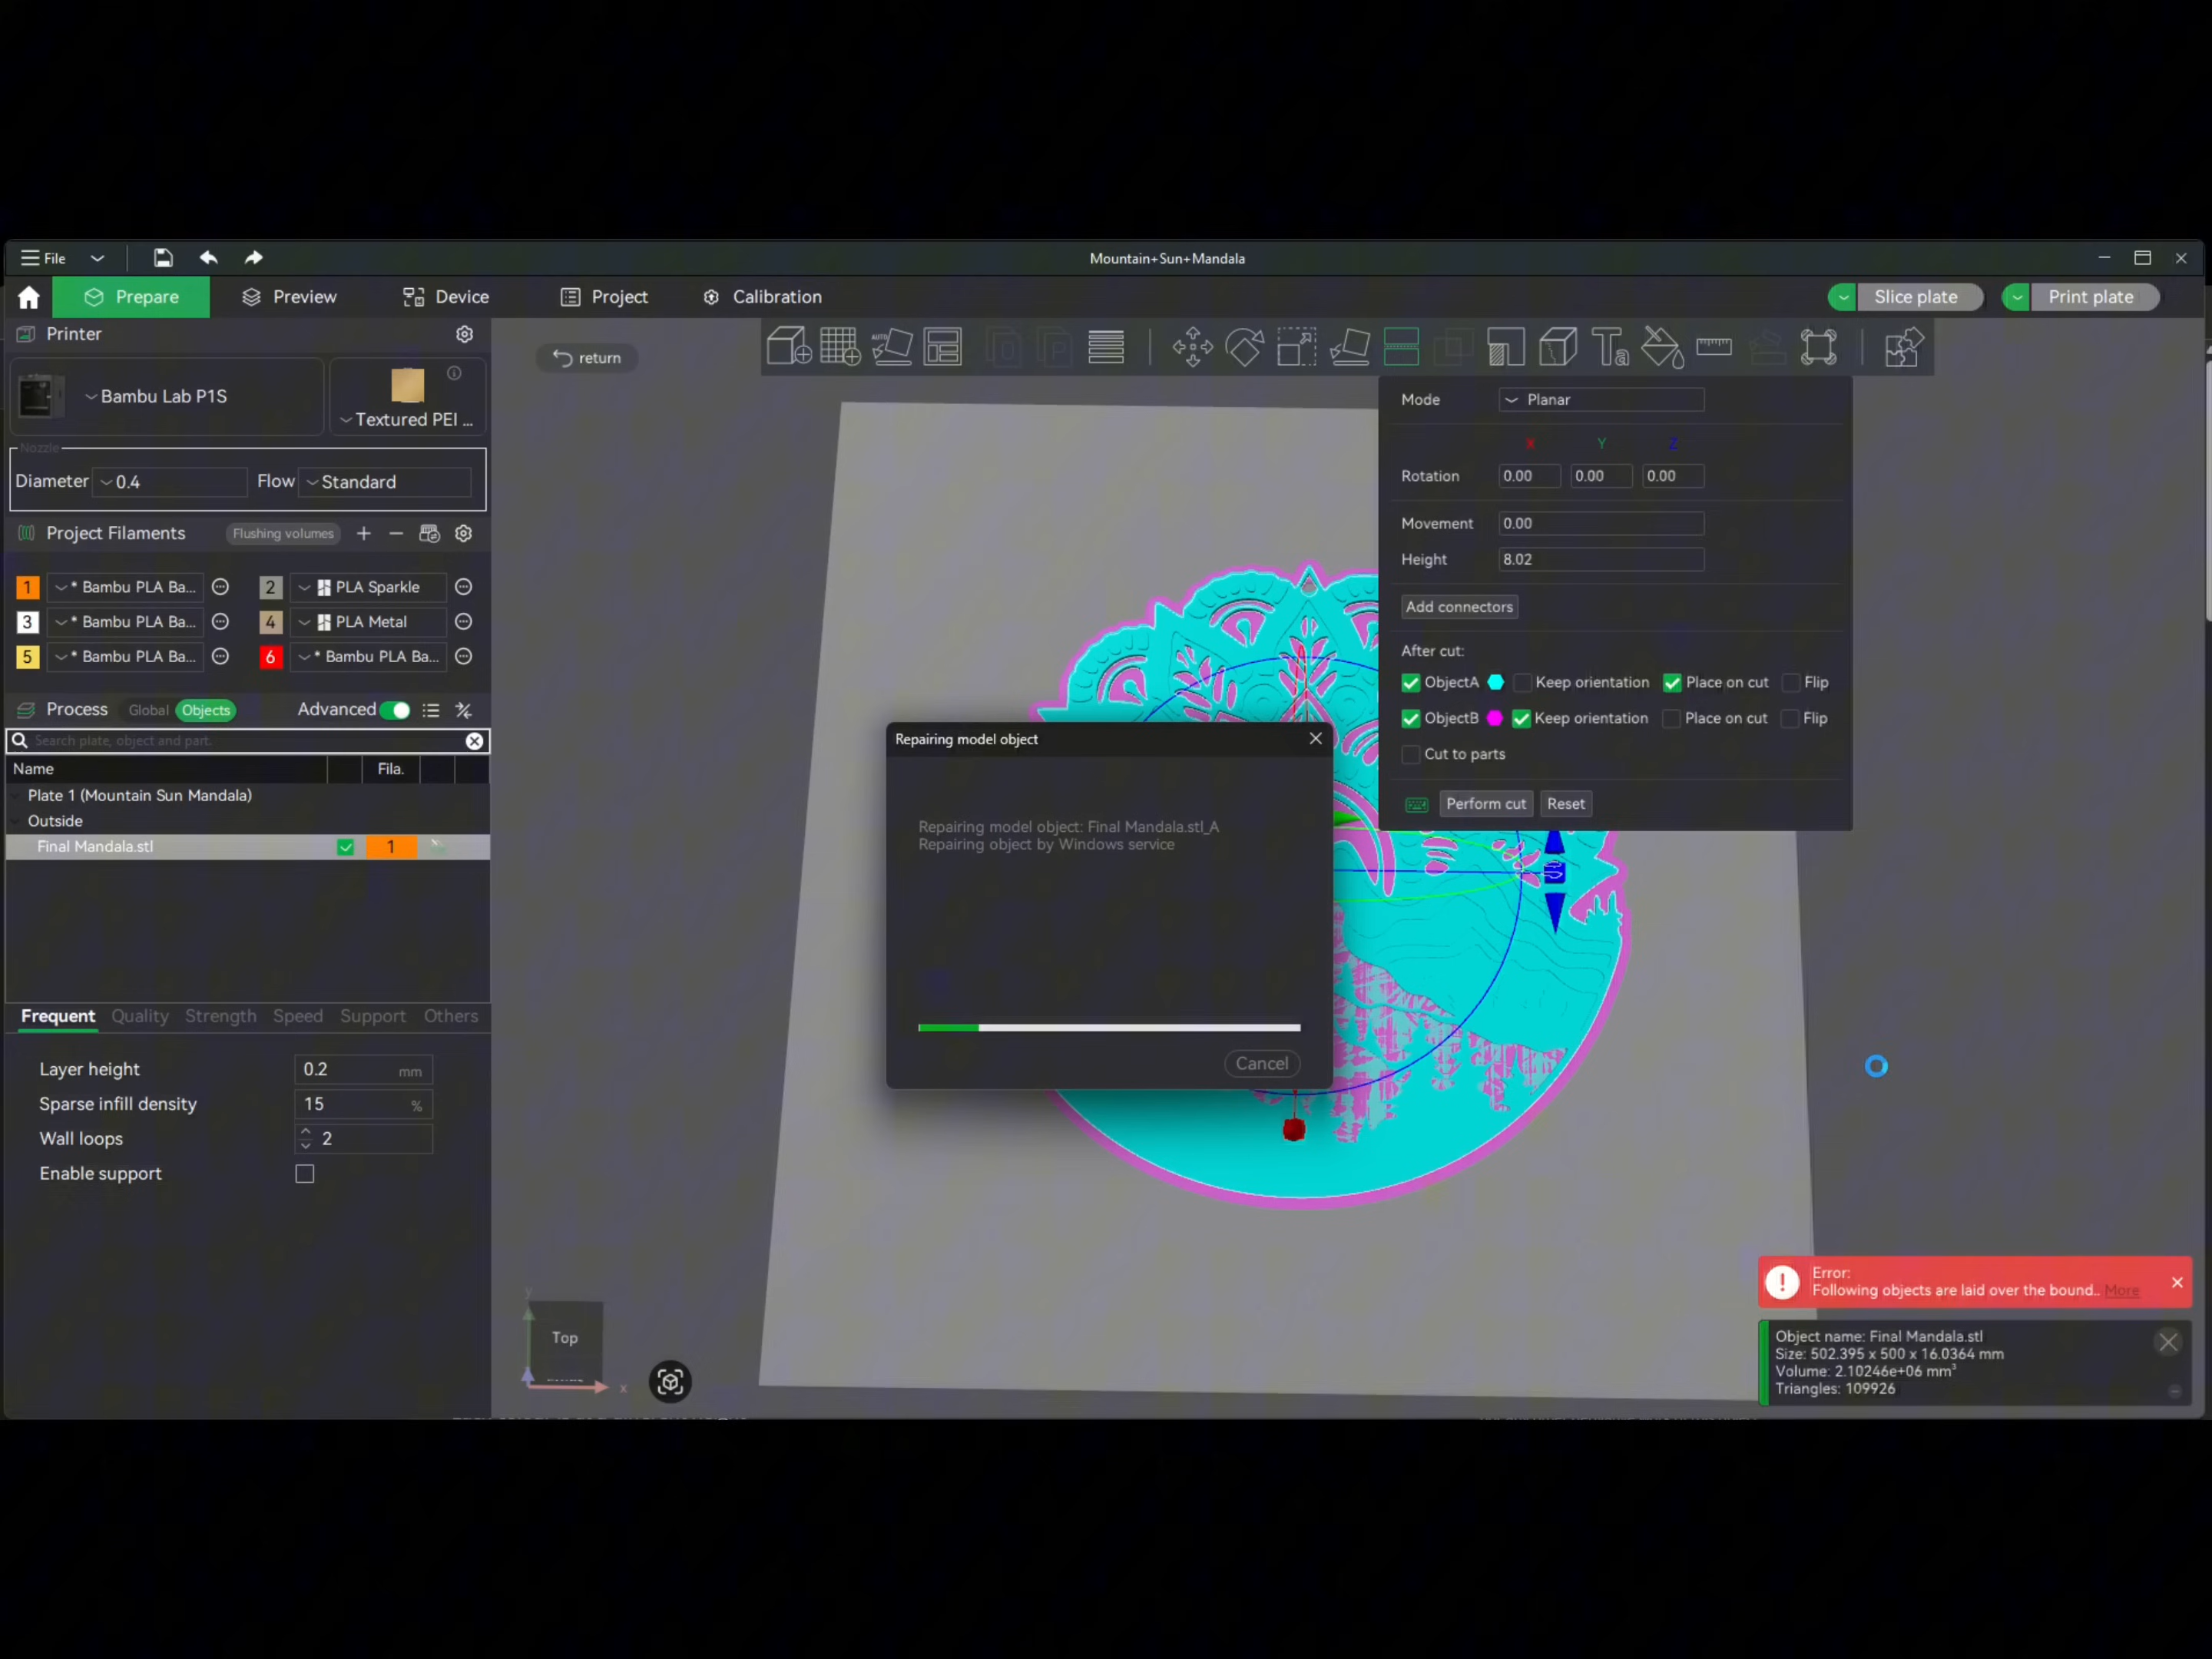 File
Mountain+Sun+Mandala
Prepare
Preview
Device
Project
Calibration
Slice plate
Print plate
Printer
Bambu Lab P1S
Textured PEI ...
Nozzle
Diameter 0.4 Flow Standard
Project Filaments Flushing volumes
1 * Bambu PLA Ba... 2 PLA Sparkle
3 * Bambu PLA Ba... 4 PLA Metal
5 * Bambu PLA Ba... 6 * Bambu PLA Ba...
Process Global Objects Advanced
Search plate, object and part.
Name Fila.
Plate 1 (Mountain Sun Mandala)
Outside
Final Mandala.stl 1
Frequent Quality Strength Speed Support Others
Layer height 0.2 mm
Sparse infill density 15 %
Wall loops 2
Enable support
return
AUTO
Mode Planar
X Y Z
Rotation 0.00 0.00 0.00
Movement 0.00
Height 8.02
Add connectors
After cut:
ObjectA Keep orientation Place on cut Flip
ObjectB Keep orientation Place on cut Flip
Cut to parts
Perform cut Reset
Repairing model object
Repairing model object: Final Mandala.stl_A
Repairing object by Windows service
Cancel
Top
y
x
Error:
Following objects are laid over the bound.. More
Object name: Final Mandala.stl
Size: 502.395 x 500 x 16.0364 mm
Volume: 2.10246e+06 mm³
Triangles: 109926